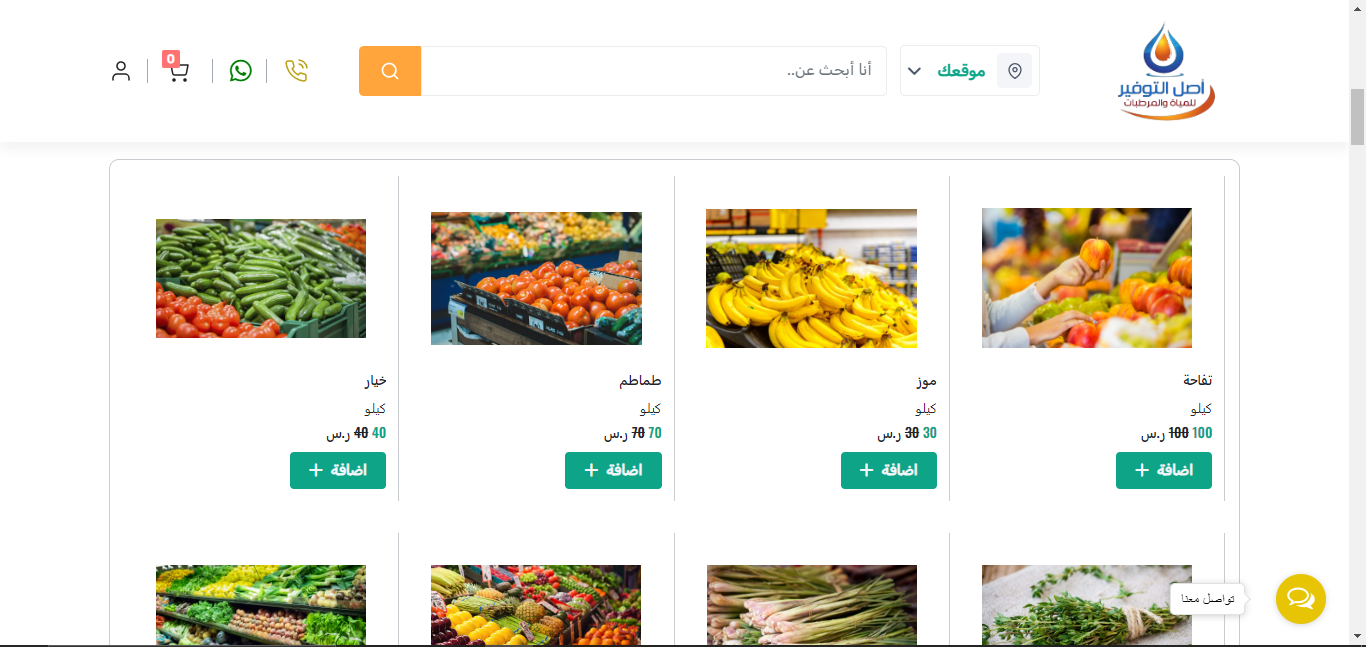 أصل التوفير
للمياة والمرطبات
موقعك
أنا أبحث عن..
0
تفاحة
كيلو
100 100 ر.س
اضافة +
موز
كيلو
30 30 ر.س
اضافة +
طماطم
كيلو
70 70 ر.س
اضافة +
خيار
كيلو
40 40 ر.س
اضافة +
تواصل معنا